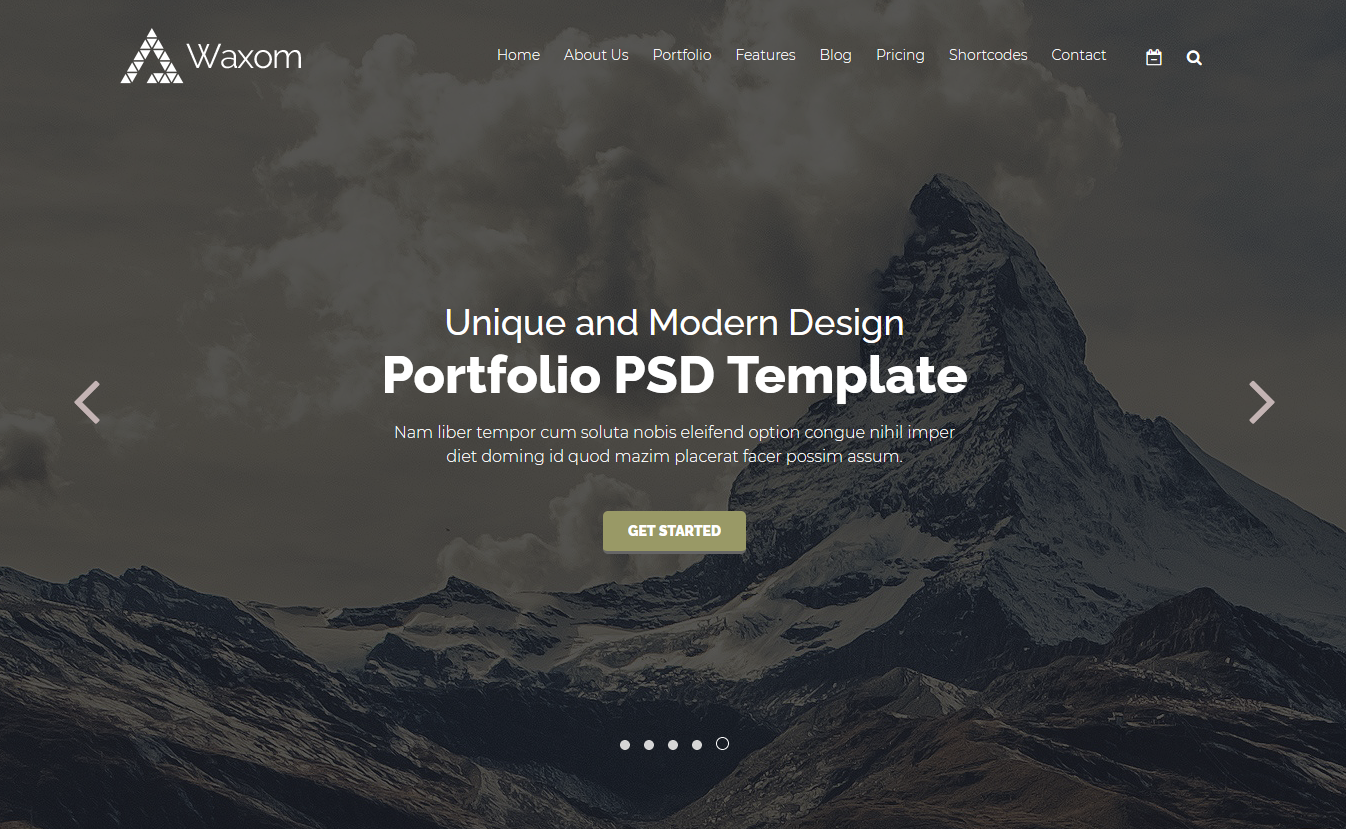 Waxom
Home About Us Portfolio Features Blog Pricing Shortcodes Contact
Unique and Modern Design
Portfolio PSD Template
Nam liber tempor cum soluta nobis eleifend option congue nihil imper
diet doming id quod mazim placerat facer possim assum.
GET STARTED